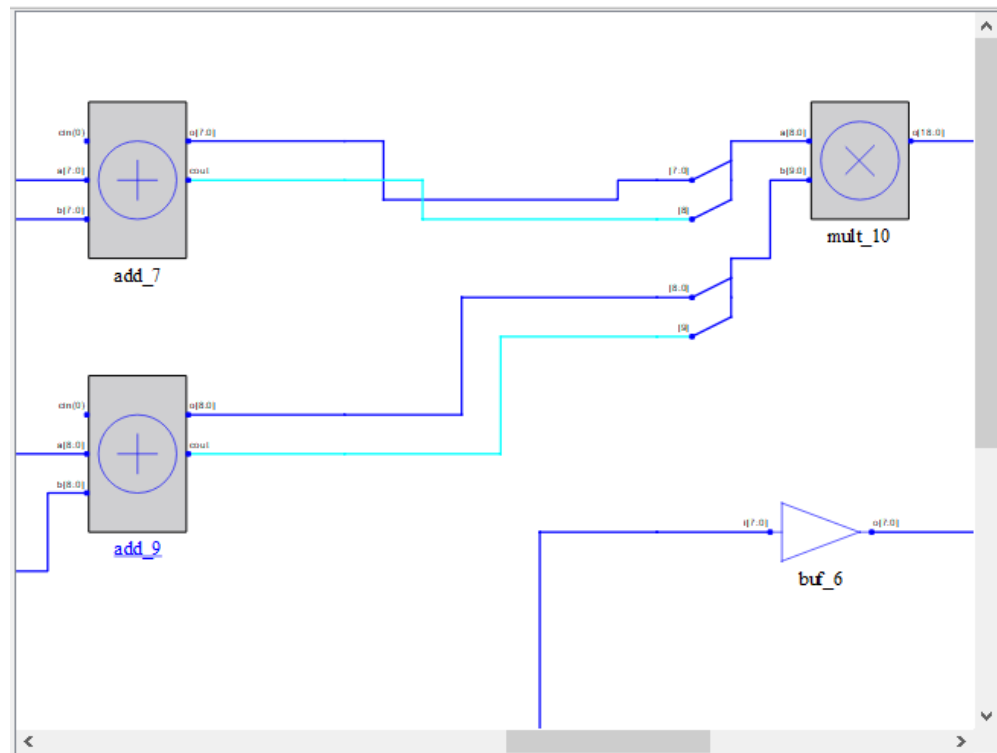 cin(0)
o[7.0]
a[7.0]
cout
b[7.0]
add_7
[7.0]
[8]
a[8.0]
o[18.0]
b[9.0]
mult_10
[8.0]
[9]
cin(0)
o[8.0]
a[8.0]
cout
b[8.0]
add_9
i[7.0]
o[7.0]
buf_6